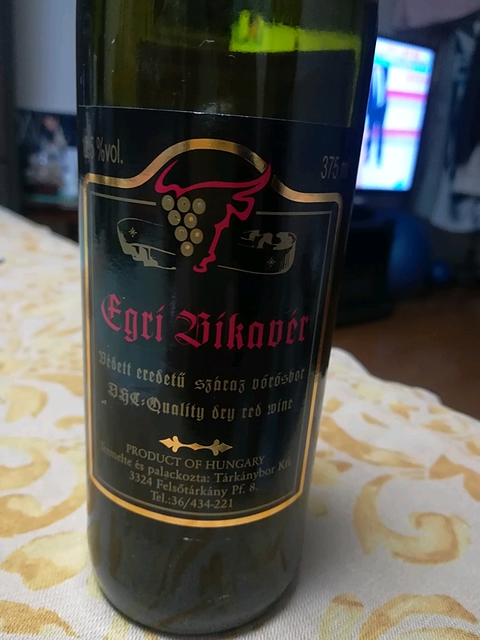 5 %vol.
375 ml
Egri Bikavér
Védett eredetű száraz vörösbor
DHC-Quality dry red wine
PRODUCT OF HUNGARY
Termelte és palackozta: Tárkánybor Kft.
3324 Felsőtárkány Pf. 8.
Tel.:36/434-221